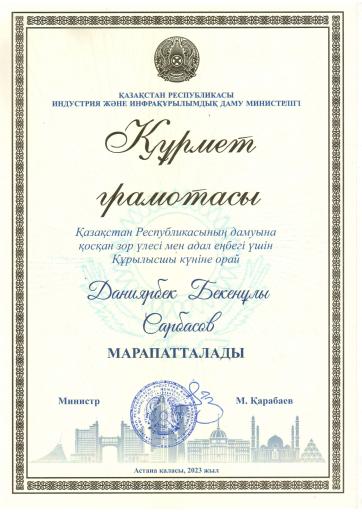 ҚАЗАҚСТАН РЕСПУБЛИКАСЫ
ИНДУСТРИЯ ЖӘНЕ ИНФРАҚҰРЫЛЫМДЫҚ ДАМУ МИНИСТРЛІГІ
Құрмет
грамотасы
Қазақстан Республикасының дамуына
қосқан зор үлесі мен адал еңбегі үшін
Құрылысшы күніне орай
Даниярбек Бекенұлы
Сарбасов
МАРАПАТТАЛАДЫ
Министр
М. Қарабаев
Астана қаласы, 2023 жыл